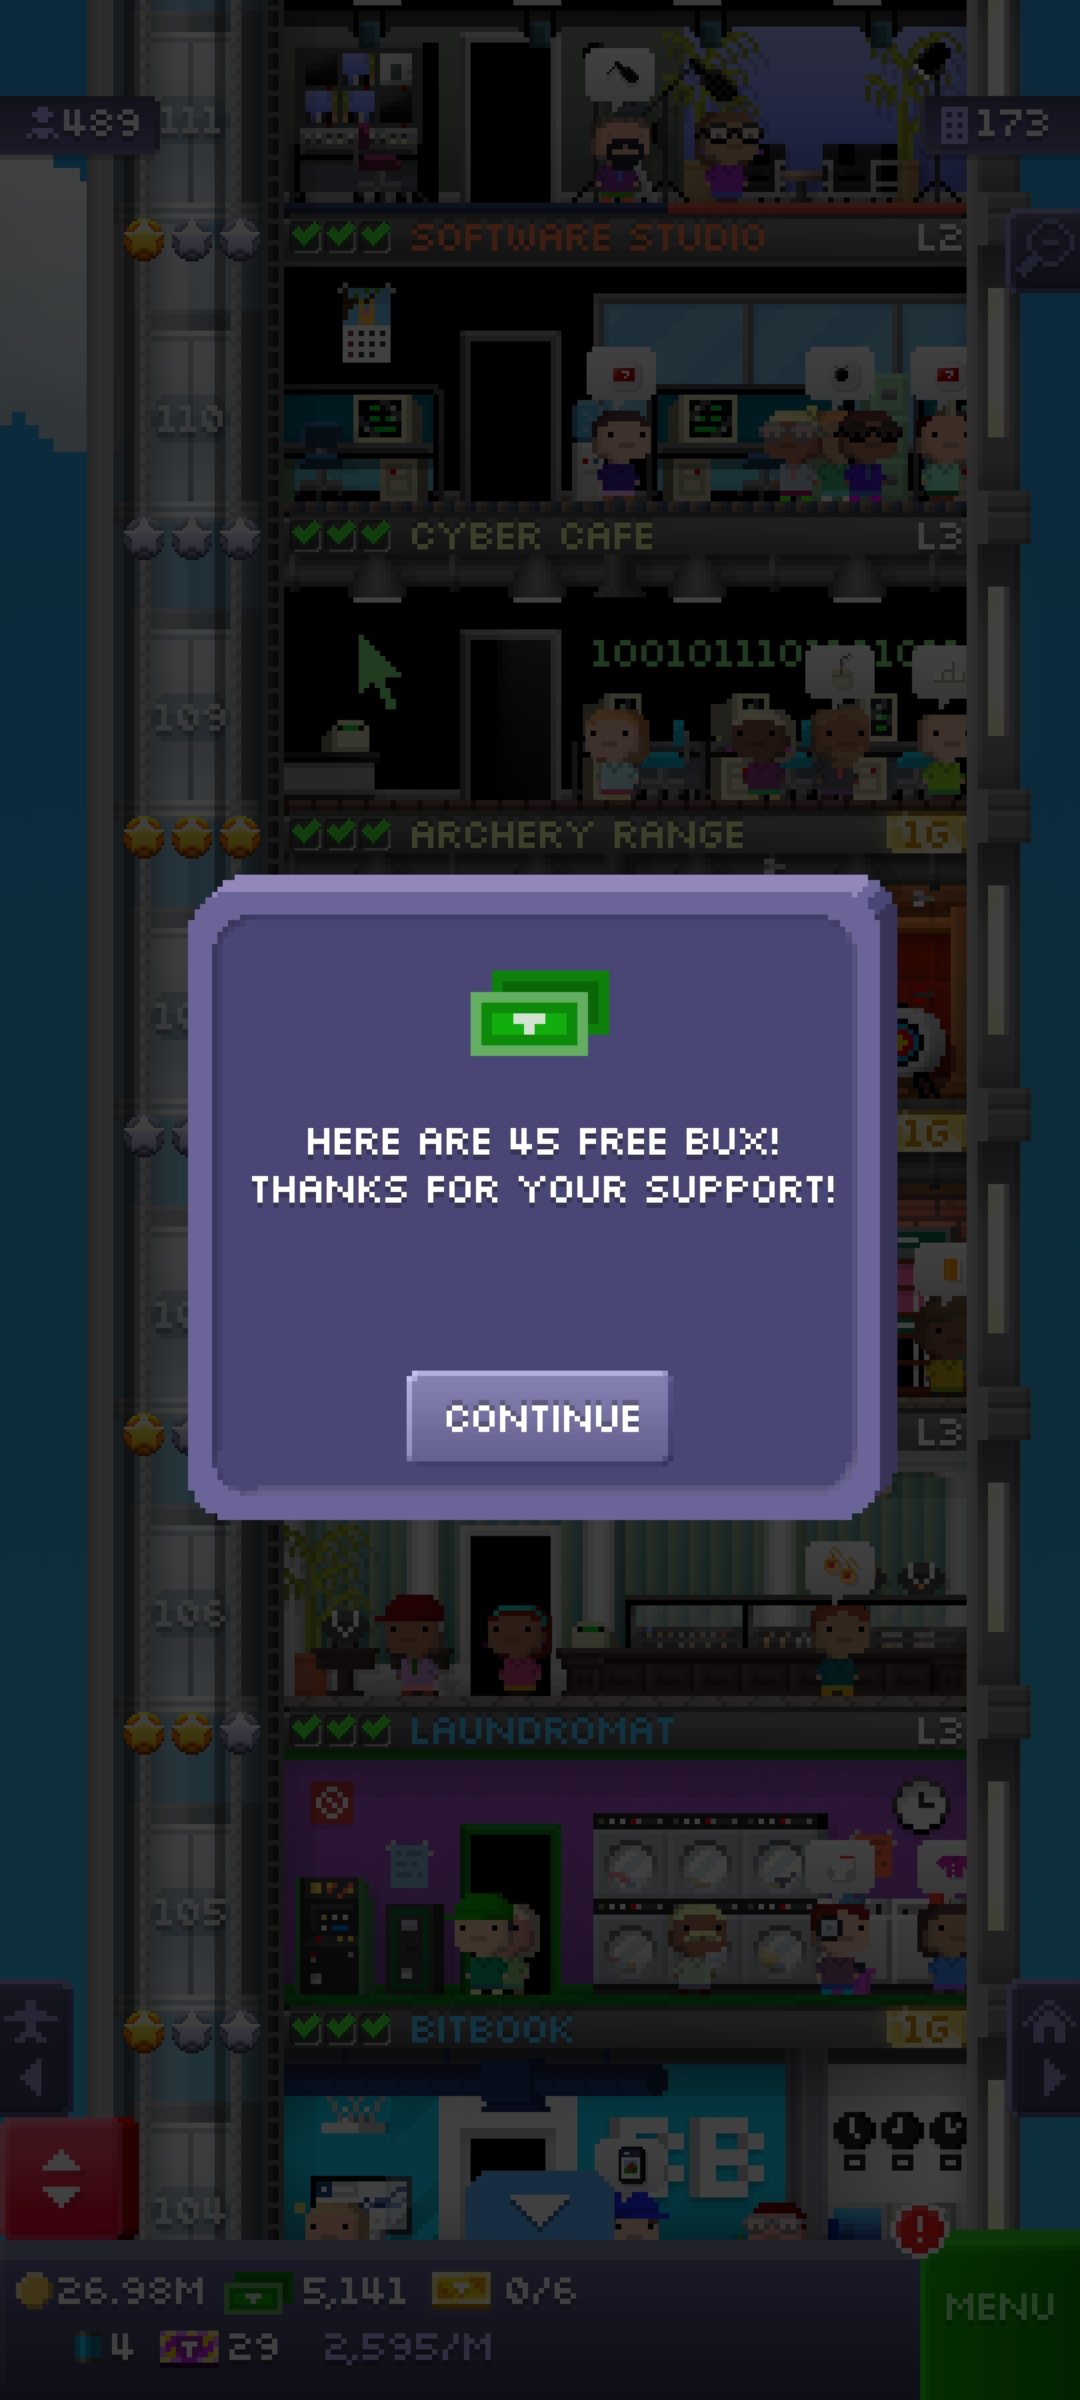 489
111
173
SOFTWARE STUDIO
L2
110
CYBER CAFE
L3
1001011101
109
ARCHERY RANGE
1G
HERE ARE 45 FREE BUX!
THANKS FOR YOUR SUPPORT!
1G
CONTINUE
L3
106
LAUNDROMAT
L3
105
BITBOOK
1G
B
104
26.98M
5,141
0/6
MENU
4
29
2,595/M